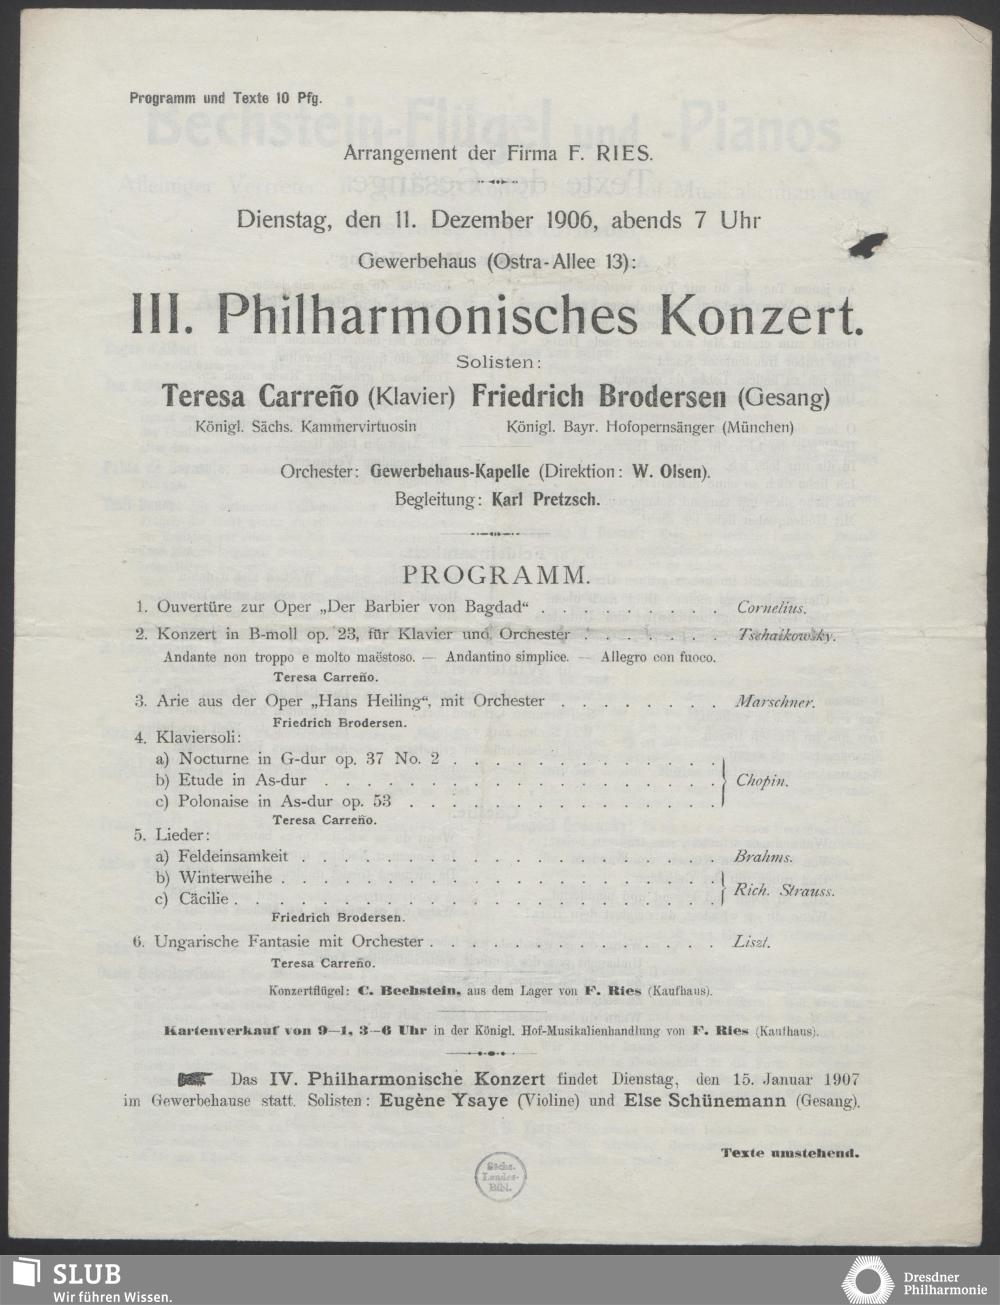 Programm und Texte 10 Pfg.
Arrangement der Firma F. RIES.
Dienstag, den 11. Dezember 1906, abends 7 Uhr
Gewerbehaus (Ostra-Allee 13):
III. Philharmonisches Konzert.
Solisten:
Teresa Carreño (Klavier) Friedrich Brodersen (Gesang)
Königl. Sächs. Kammervirtuosin Königl. Bayr. Hofopernsänger (München)
Orchester: Gewerbehaus-Kapelle (Direktion: W. Olsen).
Begleitung: Karl Pretzsch.
PROGRAMM.
1. Ouvertüre zur Oper „Der Barbier von Bagdad“ . . . . . . . . . Cornelius.
2. Konzert in B-moll op. 23, für Klavier und Orchester . . . . . . . Tschaikowsky.
Andante non troppo e molto maëstoso. — Andantino simplice. — Allegro con fuoco.
Teresa Carreño.
3. Arie aus der Oper „Hans Heiling“, mit Orchester . . . . . . . . Marschner.
Friedrich Brodersen.
4. Klaviersoli:
a) Nocturne in G-dur op. 37 No. 2 . . . . . . . . . . . . .
b) Etude in As-dur . . . . . . . . . . . . . . . . . . . Chopin.
c) Polonaise in As-dur op. 53 . . . . . . . . . . . . . . .
Teresa Carreño.
5. Lieder:
a) Feldeinsamkeit . . . . . . . . . . . . . . . . . . . . Brahms.
b) Winterweihe . . . . . . . . . . . . . . . . . . . . .
c) Cäcilie . . . . . . . . . . . . . . . . . . . . . . . Rich. Strauss.
Friedrich Brodersen.
6. Ungarische Fantasie mit Orchester . . . . . . . . . . . . . . Liszt.
Teresa Carreño.
Konzertflügel: C. Bechstein, aus dem Lager von F. Ries (Kaufhaus).
Kartenverkauf von 9—1, 3—6 Uhr in der Königl. Hof-Musikalienhandlung von F. Ries (Kaufhaus).
Das IV. Philharmonische Konzert findet Dienstag, den 15. Januar 1907
im Gewerbehause statt. Solisten: Eugène Ysaye (Violine) und Else Schünemann (Gesang).
Texte umstehend.
Sächs.
Landes-
Bibl.
SLUB
Wir führen Wissen.
Dresdner
Philharmonie